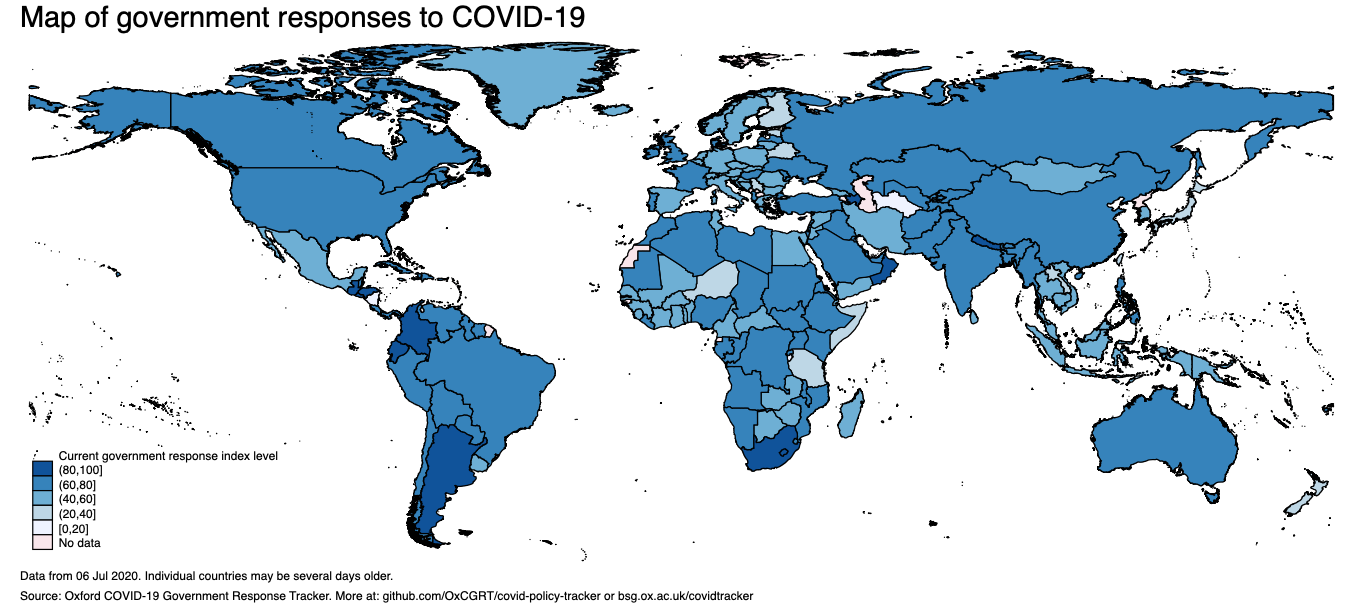 Map of government responses to COVID-19
Current government response index level
(80,100]
(60,80]
(40,60]
(20,40]
[0,20]
No data
Data from 06 Jul 2020. Individual countries may be several days older.
Source: Oxford COVID-19 Government Response Tracker. More at: github.com/OxCGRT/covid-policy-tracker or bsg.ox.ac.uk/covidtracker